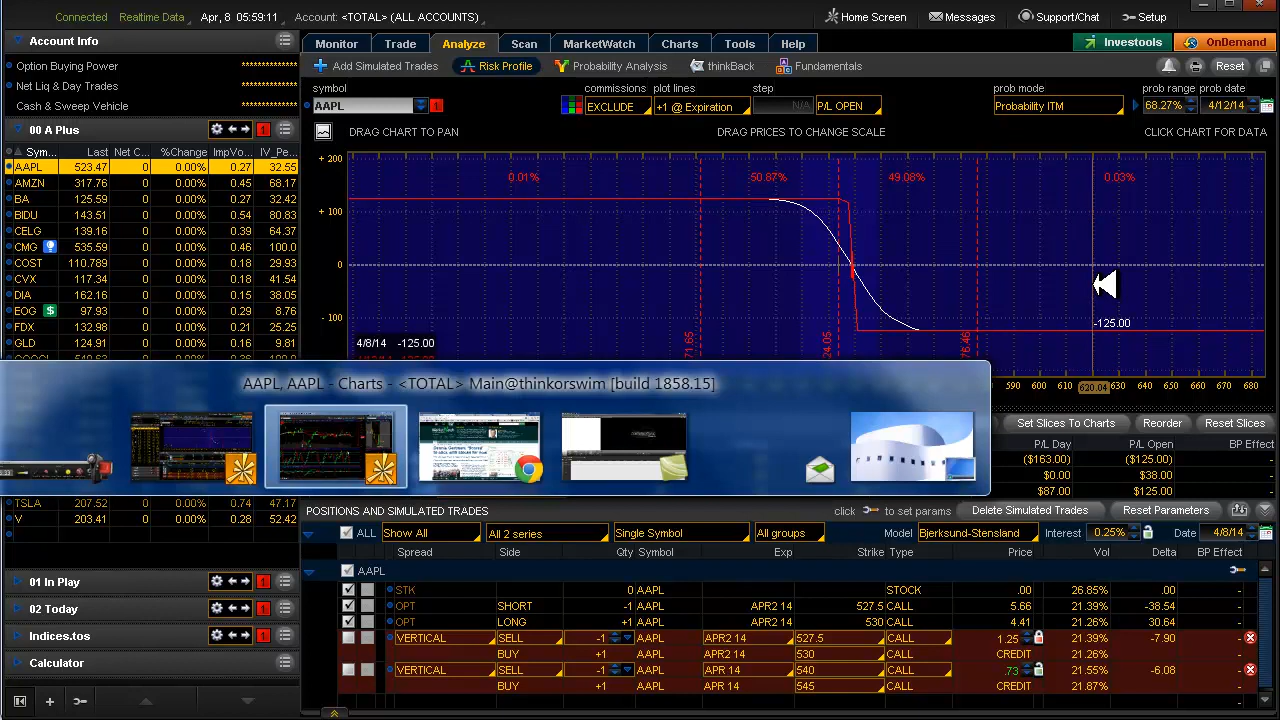 Connected Realtime Data Apr, 8 05:59:11 Account: <TOTAL> (ALL ACCOUNTS) Home Screen Messages Support/Chat Setup
Account Info
Option Buying Power ***************
Net Liq & Day Trades ***************
Cash & Sweep Vehicle ***************
Monitor Trade Analyze Scan MarketWatch Charts Tools Help Investools OnDemand
Add Simulated Trades Risk Profile Probability Analysis thinkBack Fundamentals Reset
symbol commissions plot lines step prob mode prob range prob date
AAPL 1 EXCLUDE +1 @ Expiration N/A P/L OPEN Probability ITM 68.27% 4/12/14
DRAG CHART TO PAN DRAG PRICES TO CHANGE SCALE CLICK CHART FOR DATA
00 A Plus 1
Sym... Last Net C... %Change ImpVo... IV_Pe...
AAPL 523.47 0 0.00% 0.27 32.55
AMZN 317.76 0 0.00% 0.45 68.17
BA 125.59 0 0.00% 0.27 32.42
BIDU 143.51 0 0.00% 0.54 80.83
CELG 139.16 0 0.00% 0.39 64.37
CMG 535.59 0 0.00% 0.46 100.0
COST 110.789 0 0.00% 0.18 29.93
CVX 117.34 0 0.00% 0.18 41.54
DIA 162.16 0 0.00% 0.15 38.05
EOG $ 97.93 0 0.00% 0.29 8.76
FDX 132.98 0 0.00% 0.21 25.25
GLD 124.91 0 0.00% 0.16 9.81
+ 200
+ 100
0
- 100
0.01% -50.87% 49.08% 0.03%
-125.00
4/8/14 -125.00
71.65 24.05 76.46
590 600 610 620.04 630 640 650 660 670 680
AAPL, AAPL - Charts - <TOTAL> Main@thinkorswim [build 1858.15]
Set Slices To Charts Reset Slices
P/L Day BP Effect
($163.00) ($125.00)
$0.00 $38.00
$87.00 $125.00
TSLA 207.52 0 0.00% 0.74 47.17
V 203.41 0 0.00% 0.28 52.42
POSITIONS AND SIMULATED TRADES click to set params Delete Simulated Trades Reset Parameters
ALL Show All All 2 series Single Symbol All groups Model Bjerksund-Stensland Interest 0.25% Date 4/8/14
Spread Side Qty Symbol Exp Strike Type Price Vol Delta BP Effect
AAPL -
STK 0 AAPL STOCK .00 26.85% .00 -
OPT SHORT -1 AAPL APR2 14 527.5 CALL 5.66 21.39% -38.54 -
OPT LONG +1 AAPL APR2 14 530 CALL 4.41 21.26% 30.64 -
VERTICAL SELL -1 AAPL APR2 14 527.5 CALL .25 21.39% -7.90 -
BUY +1 AAPL APR2 14 530 CREDIT 21.26% -
VERTICAL SELL -1 AAPL APR 14 540 CALL .73 21.55% -6.08 -
BUY +1 AAPL APR 14 545 CREDIT 21.87% -
01 In Play 1
02 Today 1
Indices.tos 1
Calculator